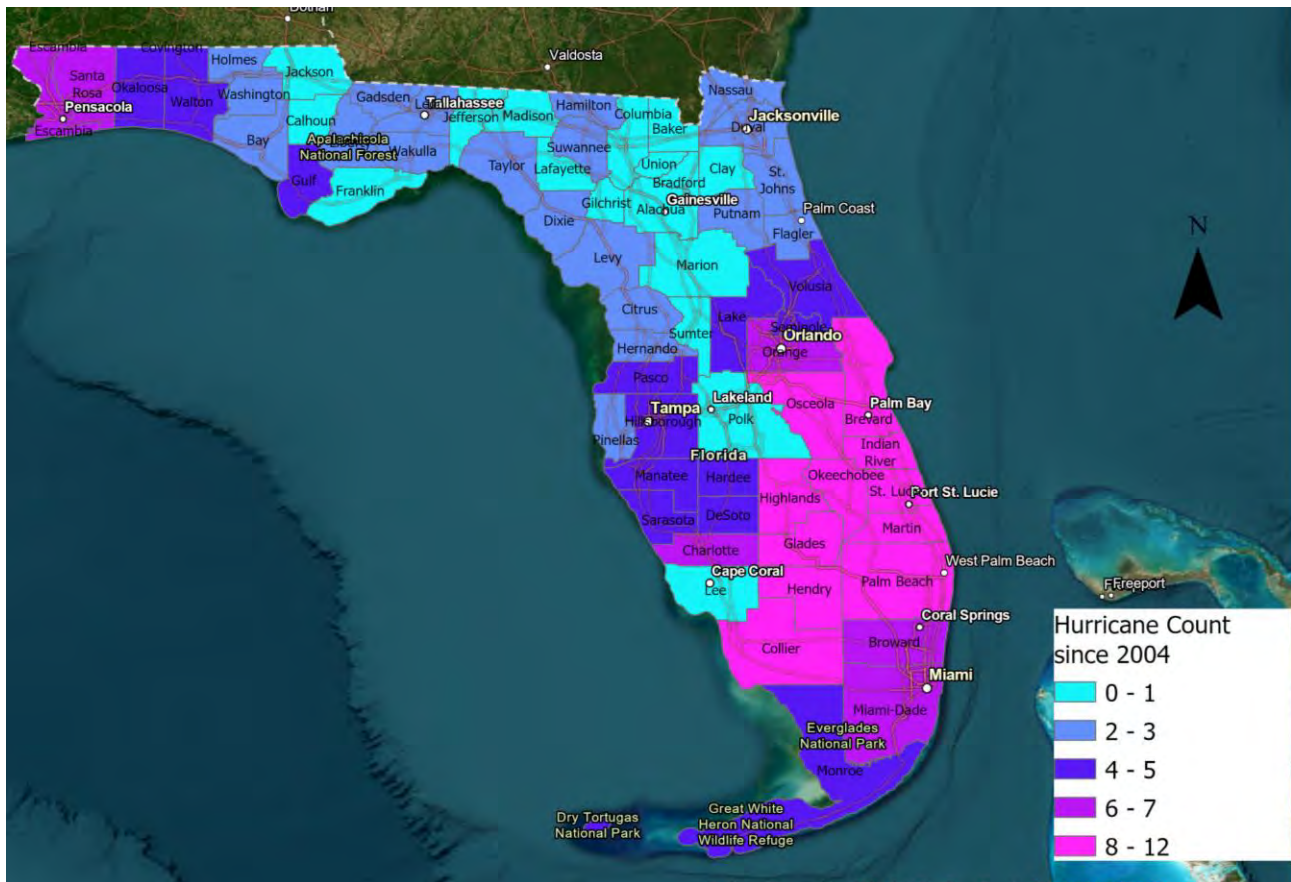 Dothan
Valdosta
Escambia
Covington
Holmes
Jackson
Santa
Rosa
Okaloosa
Walton
Washington
Pensacola
Escambia
Calhoun
Bay
Gadsden
Tallahassee
Jefferson
Madison
Hamilton
Columbia
Baker
Nassau
Jacksonville
Duval
Apalachicola
National Forest
Wakulla
Suwannee
Taylor
Lafayette
Union
Bradford
Clay
St.
Johns
Gulf
Franklin
Gilchrist
Gainesville
Alachua
Putnam
Palm Coast
Dixie
Flagler
Levy
Marion
Volusia
Citrus
Lake
Sumter
Seminole
Orlando
Orange
Hernando
Pasco
Lakeland
Osceola
Tampa
Hillsborough
Polk
Palm Bay
Brevard
Pinellas
Florida
Indian
River
Manatee
Hardee
Okeechobee
Highlands
St. Lucie
Port St. Lucie
Sarasota
DeSoto
Martin
Charlotte
Glades
Cape Coral
Lee
Hendry
Palm Beach
West Palm Beach
Freeport
Coral Springs
Collier
Broward
Miami
Miami-Dade
Everglades
National Park
Monroe
Dry Tortugas
National Park
Great White
Heron National
Wildlife Refuge
N
Hurricane Count
since 2004
0 - 1
2 - 3
4 - 5
6 - 7
8 - 12